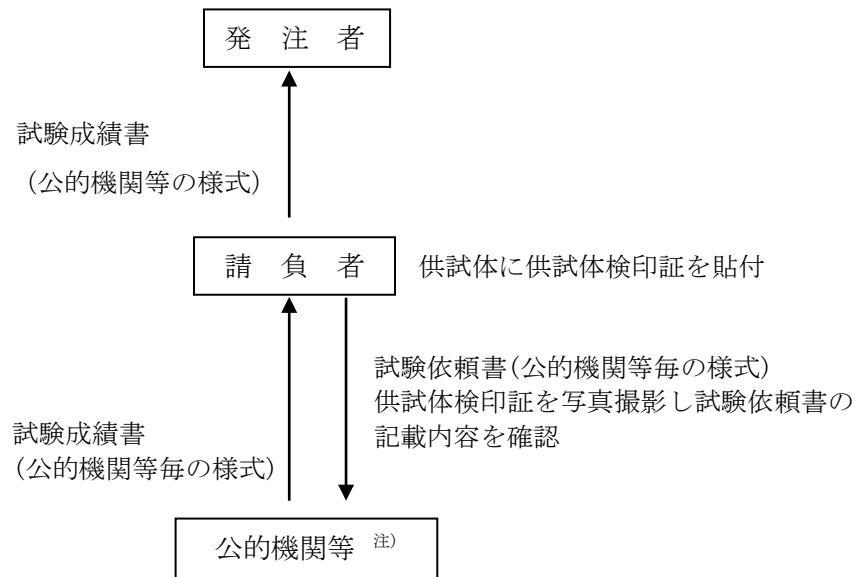 発 注 者
試験成績書
(公的機関等の様式)
請 負 者
供試体に供試体検印証を貼付
試験依頼書(公的機関等毎の様式)
供試体検印証を写真撮影し試験依頼書の
記載内容を確認
試験成績書
(公的機関等毎の様式)
公的機関等 注)